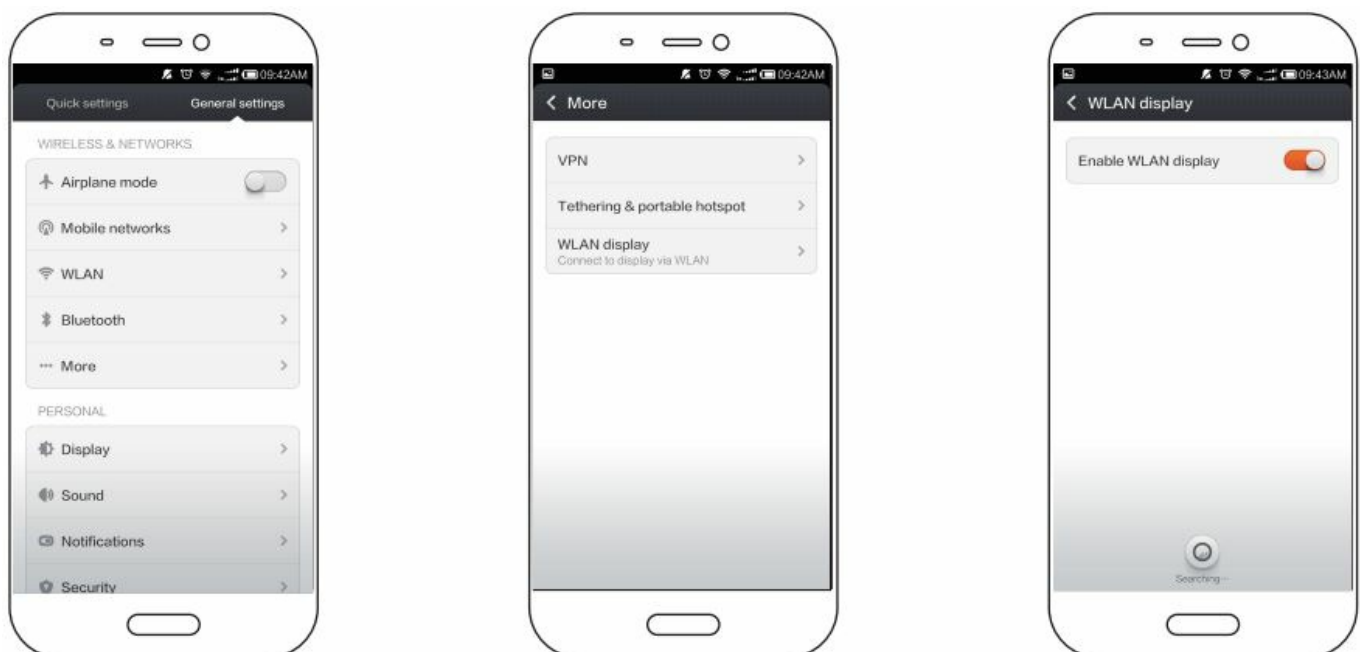 09:42AM
Quick settings
General settings
WIRELESS & NETWORKS
Airplane mode
Mobile networks
WLAN
Bluetooth
More
PERSONAL
Display
Sound
Notifications
Security
09:42AM
More
VPN
Tethering & portable hotspot
WLAN display
Connect to display via WLAN
09:43AM
WLAN display
Enable WLAN display
Searching...